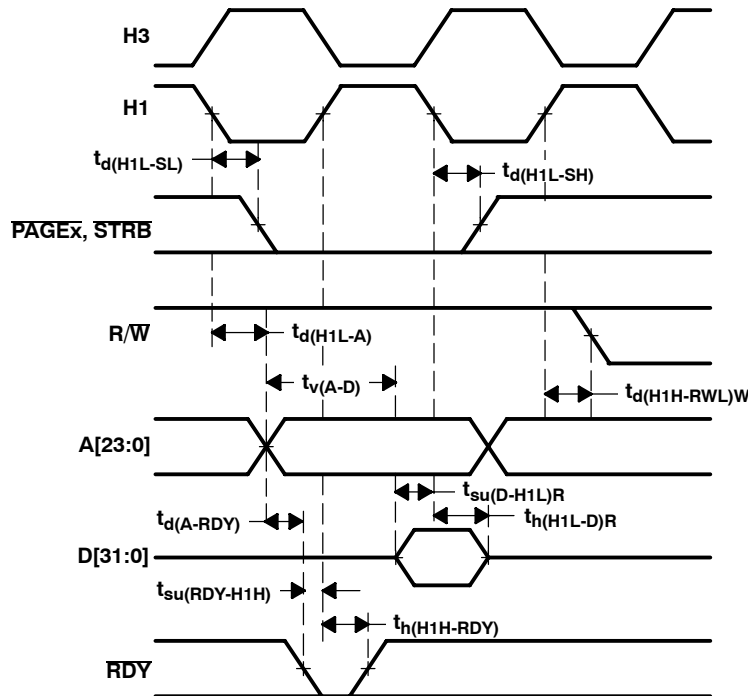 H3
H1
td(H1L-SL)
td(H1L-SH)
PAGEx, STRB
R/W
td(H1L-A)
tv(A-D)
td(H1H-RWL)W
A[23:0]
tsu(D-H1L)R
td(A-RDY)
th(H1L-D)R
D[31:0]
tsu(RDY-H1H)
th(H1H-RDY)
RDY